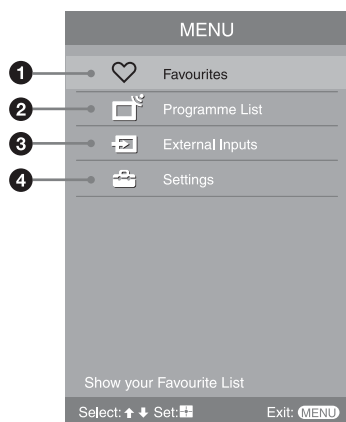 MENU
1 Favourites
2 Programme List
3 External Inputs
4 Settings
Show your Favourite List
Select: ↑ ↓ Set: Exit: MENU